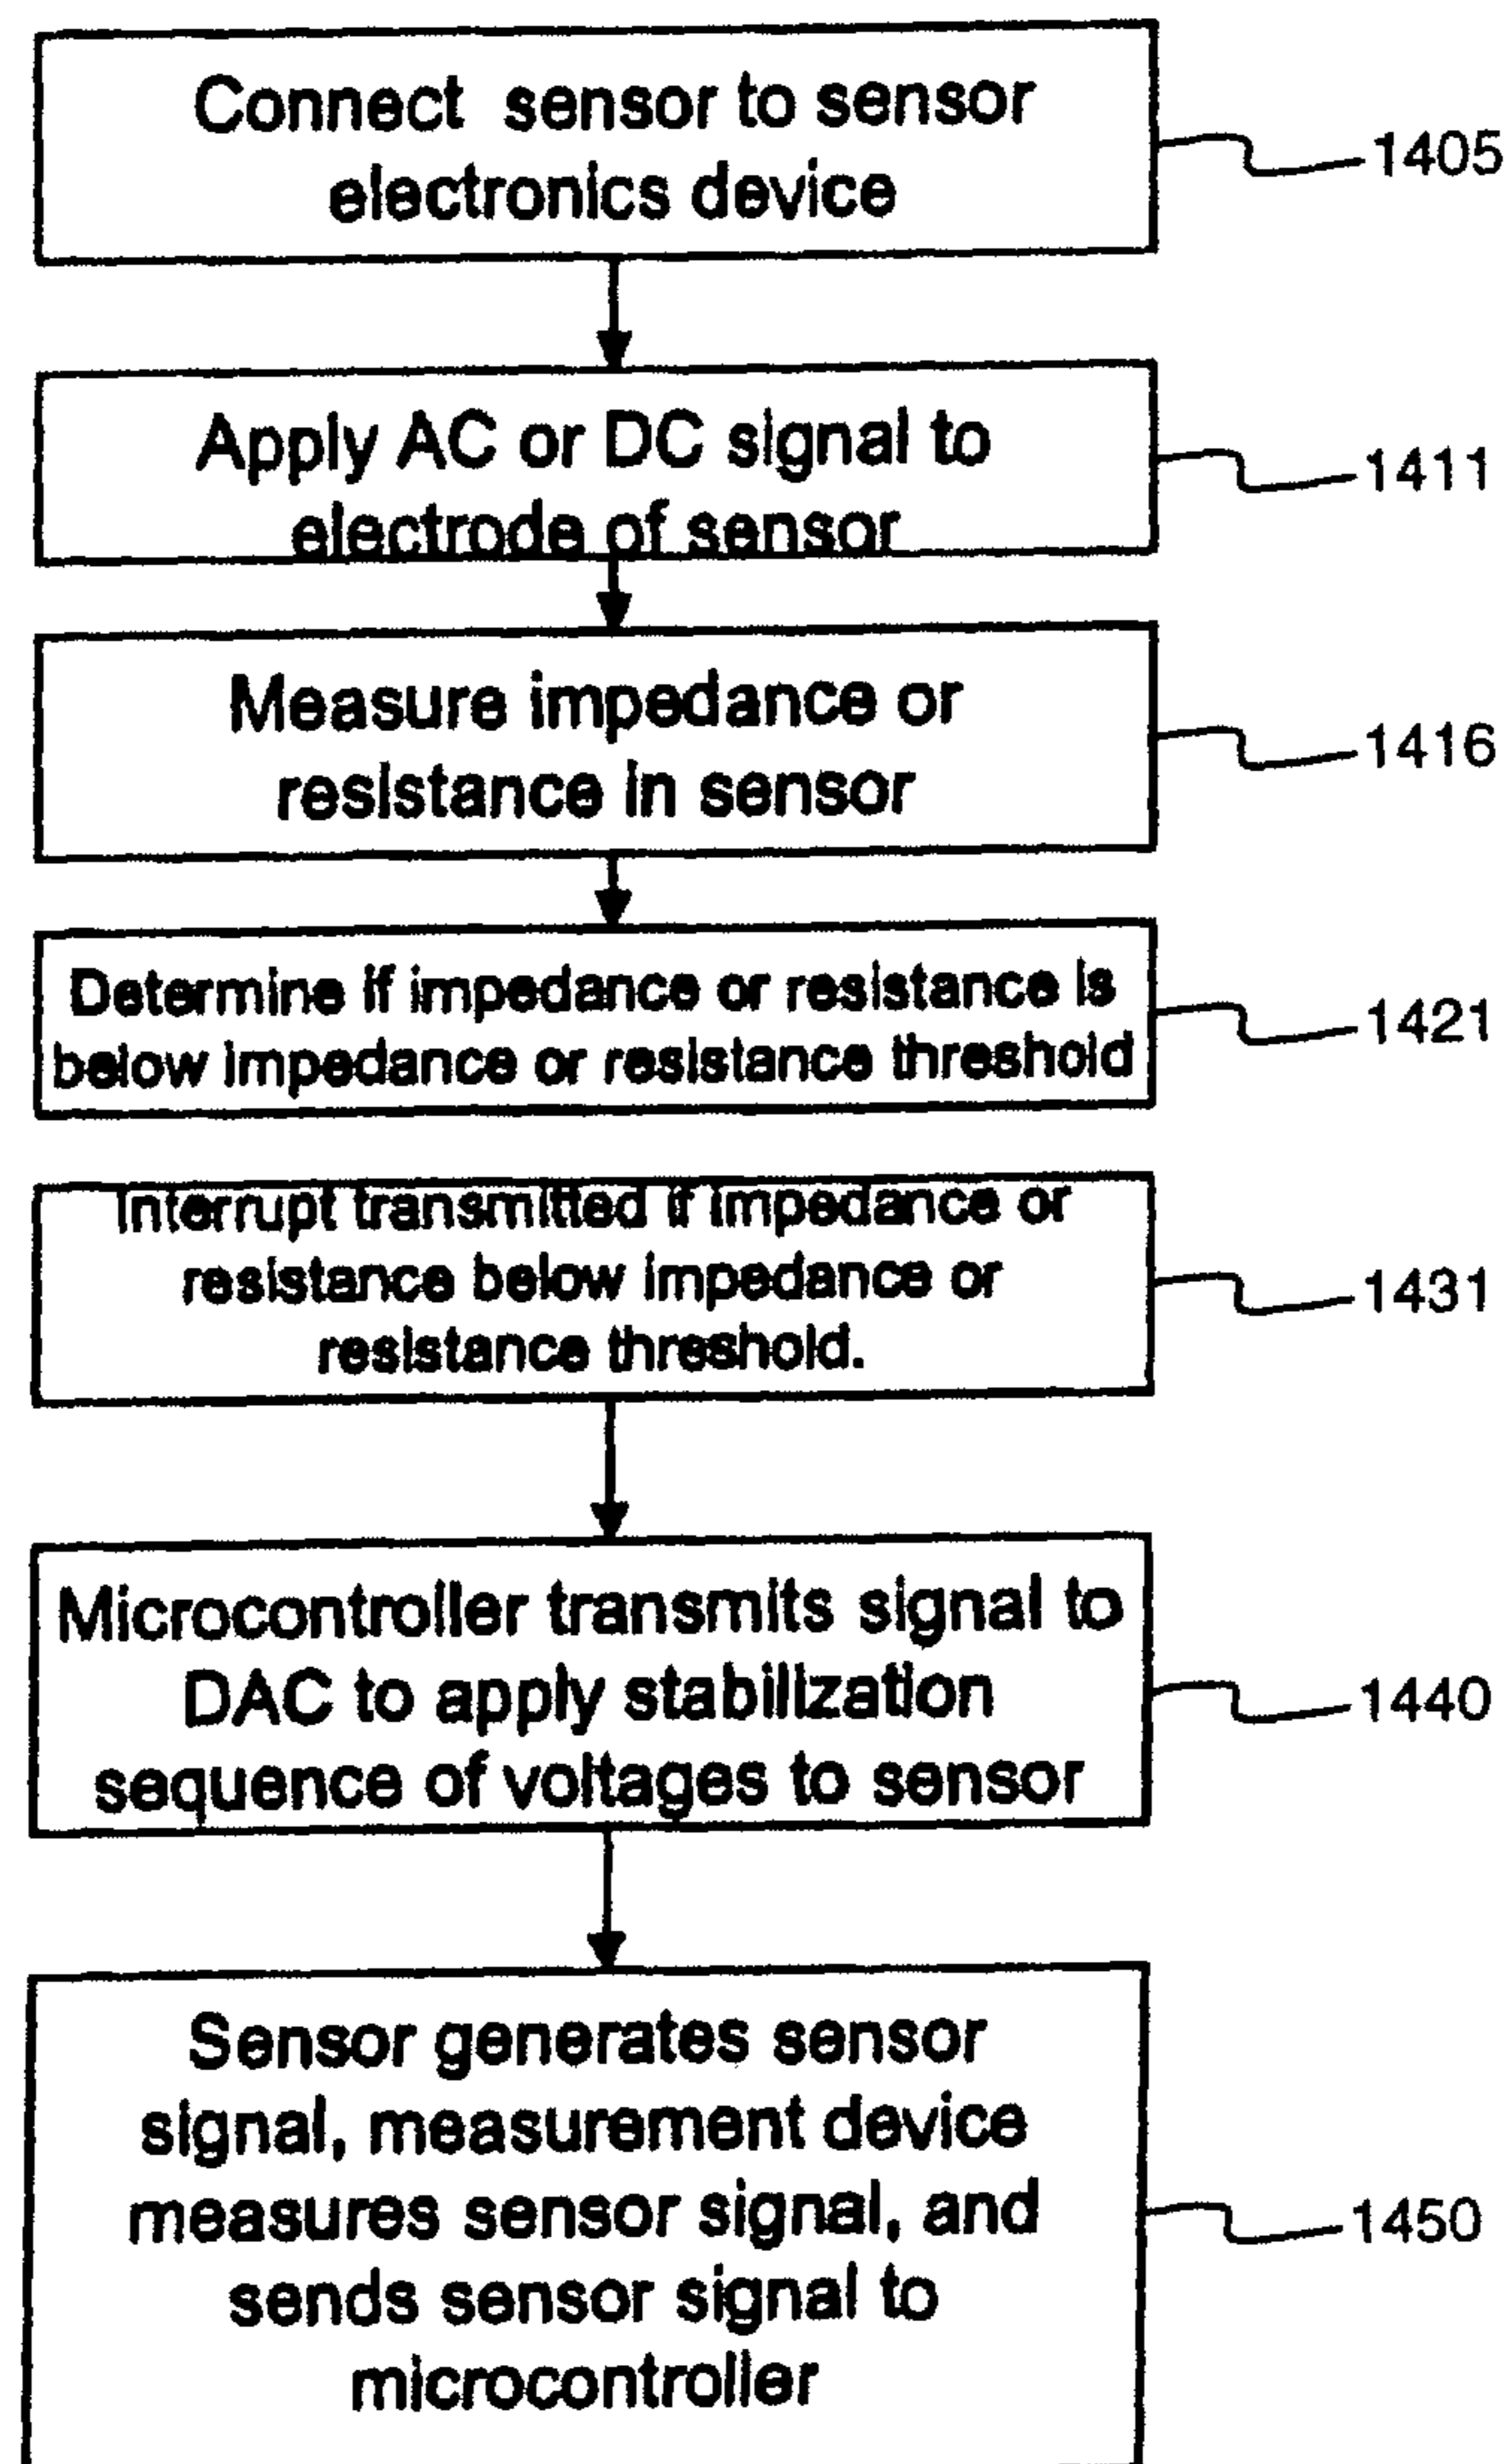 Connect sensor to sensor
electronics device
1405
Apply AC or DC signal to
electrode of sensor
1411
Measure impedance or
resistance in sensor
1416
Determine if impedance or resistance is
below impedance or resistance threshold
1421
Interrupt transmitted if impedance or
resistance below impedance or
resistance threshold.
1431
Microcontroller transmits signal to
DAC to apply stabilization
sequence of voltages to sensor
1440
Sensor generates sensor
signal, measurement device
measures sensor signal, and
sends sensor signal to
microcontroller
1450